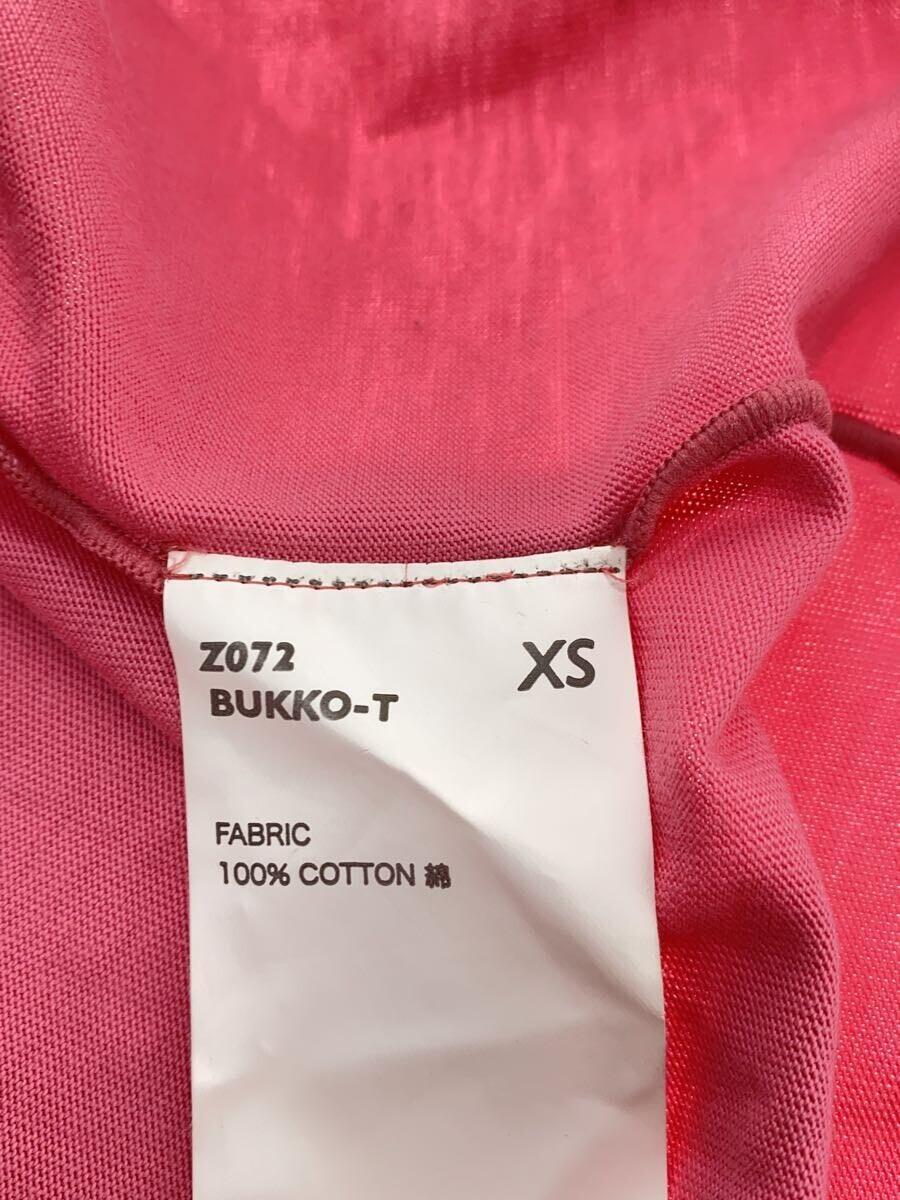 Z072 XS
BUKKO-T
FABRIC
100% COTTON 綿